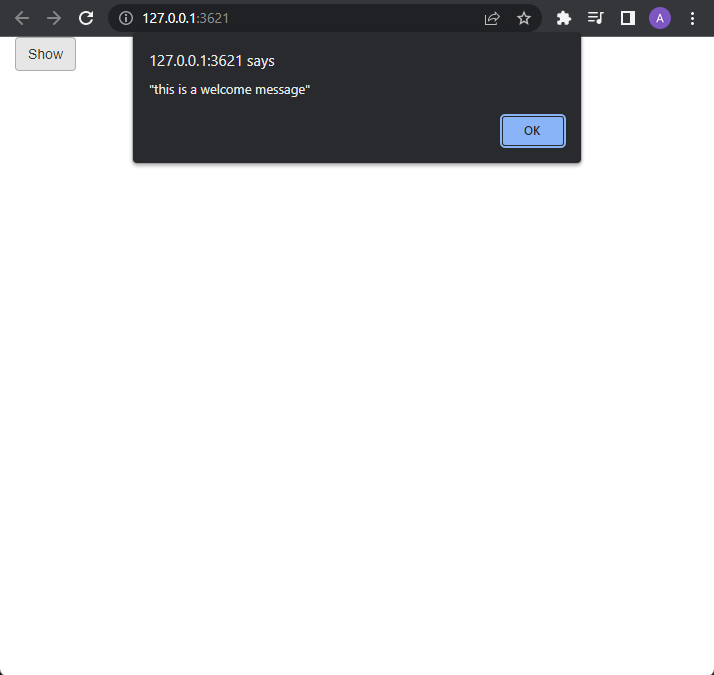 127.0.0.1:3621
A
Show
127.0.0.1:3621 says
"this is a welcome message"
OK